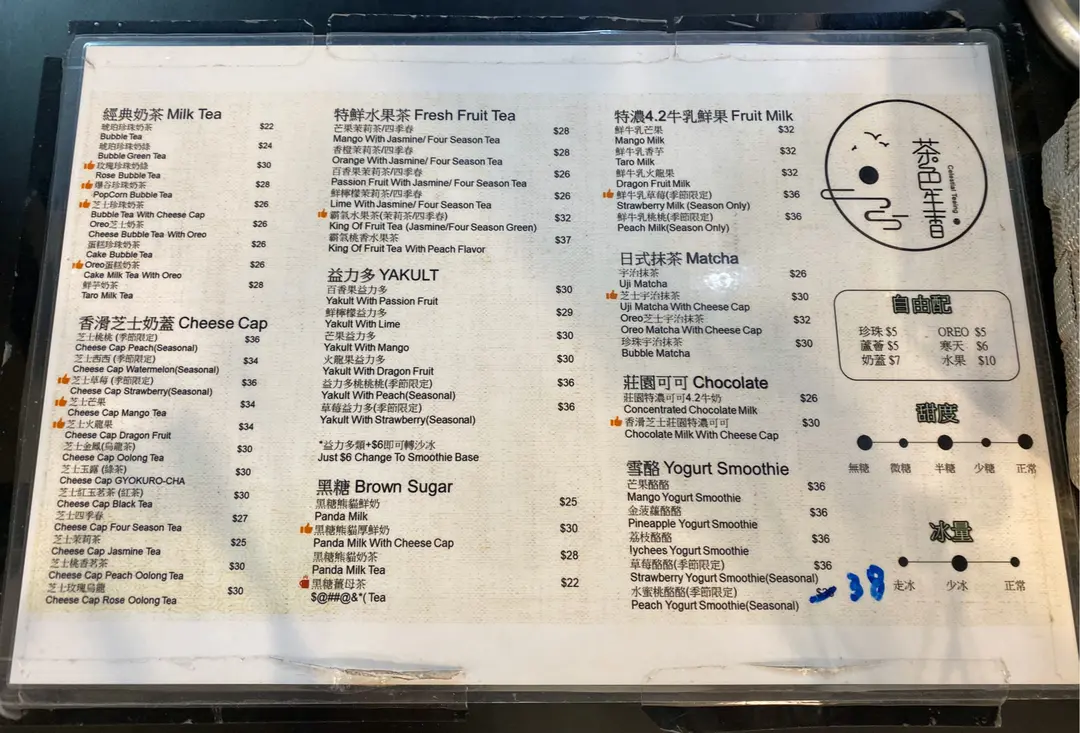 經典奶茶 Milk Tea
琥珀珍珠奶茶 $22
Bubble Tea
琥珀珍珠奶綠 $24
Bubble Green Tea
玫瑰珍珠奶綠 $30
Rose Bubble Tea
爆谷珍珠奶茶 $28
PopCorn Bubble Tea
芝士珍珠奶茶 $26
Bubble Tea With Cheese Cap
Oreo芝士奶茶 $26
Cheese Bubble Tea With Oreo
蛋糕珍珠奶茶 $26
Cake Bubble Tea
Oreo蛋糕奶茶 $26
Cake Milk Tea With Oreo
鮮芋奶茶 $28
Taro Milk Tea
香滑芝士奶蓋 Cheese Cap
芝士桃桃 (季節限定) $36
Cheese Cap Peach(Seasonal)
芝士西西 (季節限定) $34
Cheese Cap Watermelon(Seasonal)
芝士草莓 (季節限定) $36
Cheese Cap Strawberry(Seasonal)
芝士芒果 $34
Cheese Cap Mango Tea
芝士火龍果 $34
Cheese Cap Dragon Fruit
芝士金鳳(烏龍茶) $30
Cheese Cap Oolong Tea
芝士玉露 (綠茶) $30
Cheese Cap GYOKURO-CHA
芝士紅玉茗茶 (紅茶) $30
Cheese Cap Black Tea
芝士四季春 $27
Cheese Cap Four Season Tea
芝士茉莉茶 $25
Cheese Cap Jasmine Tea
芝士桃香茗茶 $30
Cheese Cap Peach Oolong Tea
芝士玫瑰烏龍 $30
Cheese Cap Rose Oolong Tea
特鮮水果茶 Fresh Fruit Tea
芒果茉莉茶/四季春 $28
Mango With Jasmine/ Four Season Tea
香橙茉莉茶/四季春 $28
Orange With Jasmine/ Four Season Tea
百香果茉莉茶/四季春 $26
Passion Fruit With Jasmine/ Four Season Tea
鮮檸檬茉莉茶/四季春 $26
Lime With Jasmine/ Four Season Tea
霸氣水果茶(茉莉茶/四季春) $32
King Of Fruit Tea (Jasmine/Four Season Green)
霸氣桃香水果茶 $37
King Of Fruit Tea With Peach Flavor
益力多 YAKULT
百香果益力多 $30
Yakult With Passion Fruit
鮮檸檬益力多 $29
Yakult With Lime
芒果益力多 $30
Yakult With Mango
火龍果益力多 $30
Yakult With Dragon Fruit
益力多桃桃桃(季節限定) $36
Yakult With Peach(Seasonal)
草莓益力多(季節限定) $36
Yakult With Strawberry(Seasonal)
*益力多類+$6即可轉沙冰
Just $6 Change To Smoothie Base
黑糖 Brown Sugar
黑糖熊貓鮮奶 $25
Panda Milk
黑糖熊貓厚鮮奶 $30
Panda Milk With Cheese Cap
黑糖熊貓奶茶 $28
Panda Milk Tea
黑糖薑母茶 $22
$@##@&*( Tea
特濃4.2牛乳鮮果 Fruit Milk
鮮牛乳芒果 $32
Mango Milk
鮮牛乳香芋 $32
Taro Milk
鮮牛乳火龍果 $32
Dragon Fruit Milk
鮮牛乳草莓(季節限定) $36
Strawberry Milk (Season Only)
鮮牛乳桃桃(季節限定) $36
Peach Milk(Season Only)
日式抹茶 Matcha
宇治抹茶 $26
Uji Matcha
芝士宇治抹茶 $30
Uji Matcha With Cheese Cap
Oreo芝士宇治抹茶 $32
Oreo Matcha With Cheese Cap
珍珠宇治抹茶 $30
Bubble Matcha
莊園可可 Chocolate
莊園特濃可可4.2牛奶 $26
Concentrated Chocolate Milk
香滑芝士莊園特濃可可 $30
Chocolate Milk With Cheese Cap
雪酪 Yogurt Smoothie
芒果酪酪 $36
Mango Yogurt Smoothie
金菠蘿酪酪 $36
Pineapple Yogurt Smoothie
荔枝酪酪 $36
lychees Yogurt Smoothie
草莓酪酪(季節限定) $36
Strawberry Yogurt Smoothie(Seasonal)
水蜜桃酪酪(季節限定) 38
Peach Yogurt Smoothie(Seasonal)
茶色生香
Celestial Tearing
自由配
珍珠 $5 OREO $5
蘆薈 $5 寒天 $6
奶蓋 $7 水果 $10
甜度
無糖 微糖 半糖 少糖 正常
冰量
走冰 少冰 正常